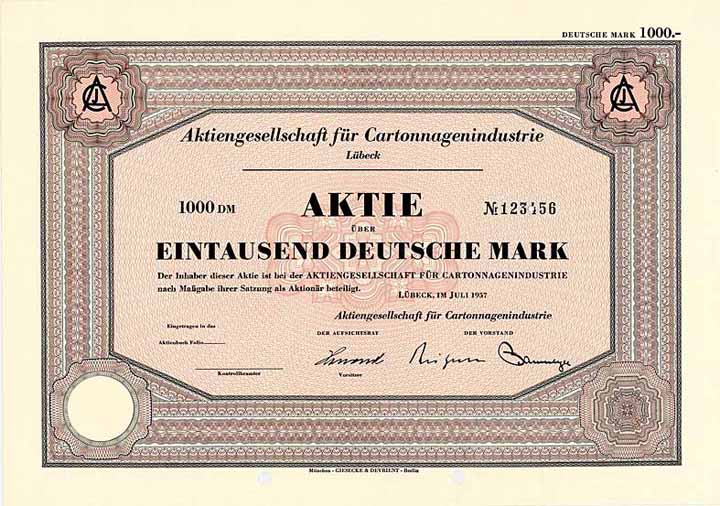 DEUTSCHE MARK 1000.-
Aktiengesellschaft für Cartonnagenindustrie
Lübeck
1000 DM AKTIE № 123456
ÜBER
EINTAUSEND DEUTSCHE MARK
Der Inhaber dieser Aktie ist bei der AKTIENGESELLSCHAFT FÜR CARTONNAGENINDUSTRIE
nach Maßgabe ihrer Satzung als Aktionär beteiligt.
LÜBECK, IM JULI 1957
Aktiengesellschaft für Cartonnagenindustrie
Eingetragen in das
DER AUFSICHTSRAT DER VORSTAND
Aktienbuch Folio
Kontrollbeamter
Vorsitzer
München - GIESECKE & DEVRIENT - Berlin